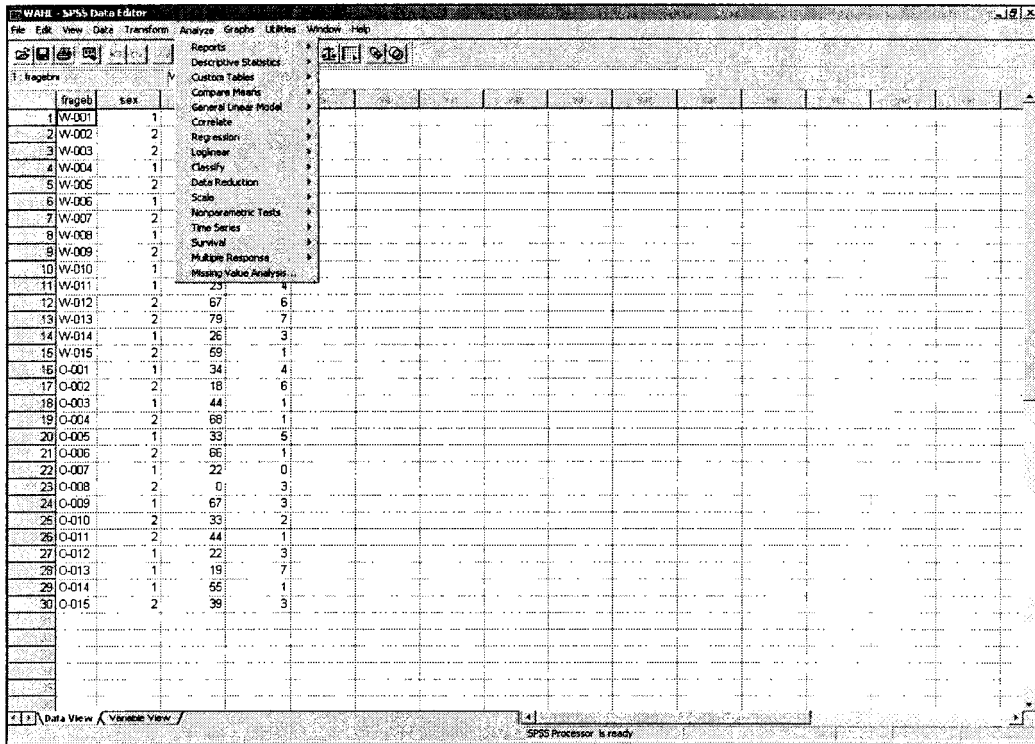 WAHL - SPSS Data Editor
File Edit View Data Transform Analyze Graphs Utilities Window Help
Reports
Descriptive Statistics
Custom Tables
Compare Means
General Linear Model
Correlate
Regression
Loglinear
Classify
Data Reduction
Scale
Nonparametric Tests
Time Series
Survival
Multiple Response
Missing Value Analysis...
1 : fragebni
frageb sex
1 W-001 1
2 W-002 2
3 W-003 2
4 W-004 1
5 W-005 2
6 W-006 1
7 W-007 2
8 W-008 1
9 W-009 2
10 W-010 1
11 W-011 1 23 4
12 W-012 2 67 6
13 W-013 2 79 7
14 W-014 1 26 3
15 W-015 2 59 1
16 O-001 1 34 4
17 O-002 2 18 6
18 O-003 1 44 1
19 O-004 2 68 1
20 O-005 1 33 5
21 O-006 2 66 1
22 O-007 1 22 0
23 O-008 2 0 3
24 O-009 1 67 3
25 O-010 2 33 2
26 O-011 2 44 1
27 O-012 1 22 3
28 O-013 1 19 7
29 O-014 1 55 1
30 O-015 2 39 3
Data View Variable View
SPSS Processor is ready